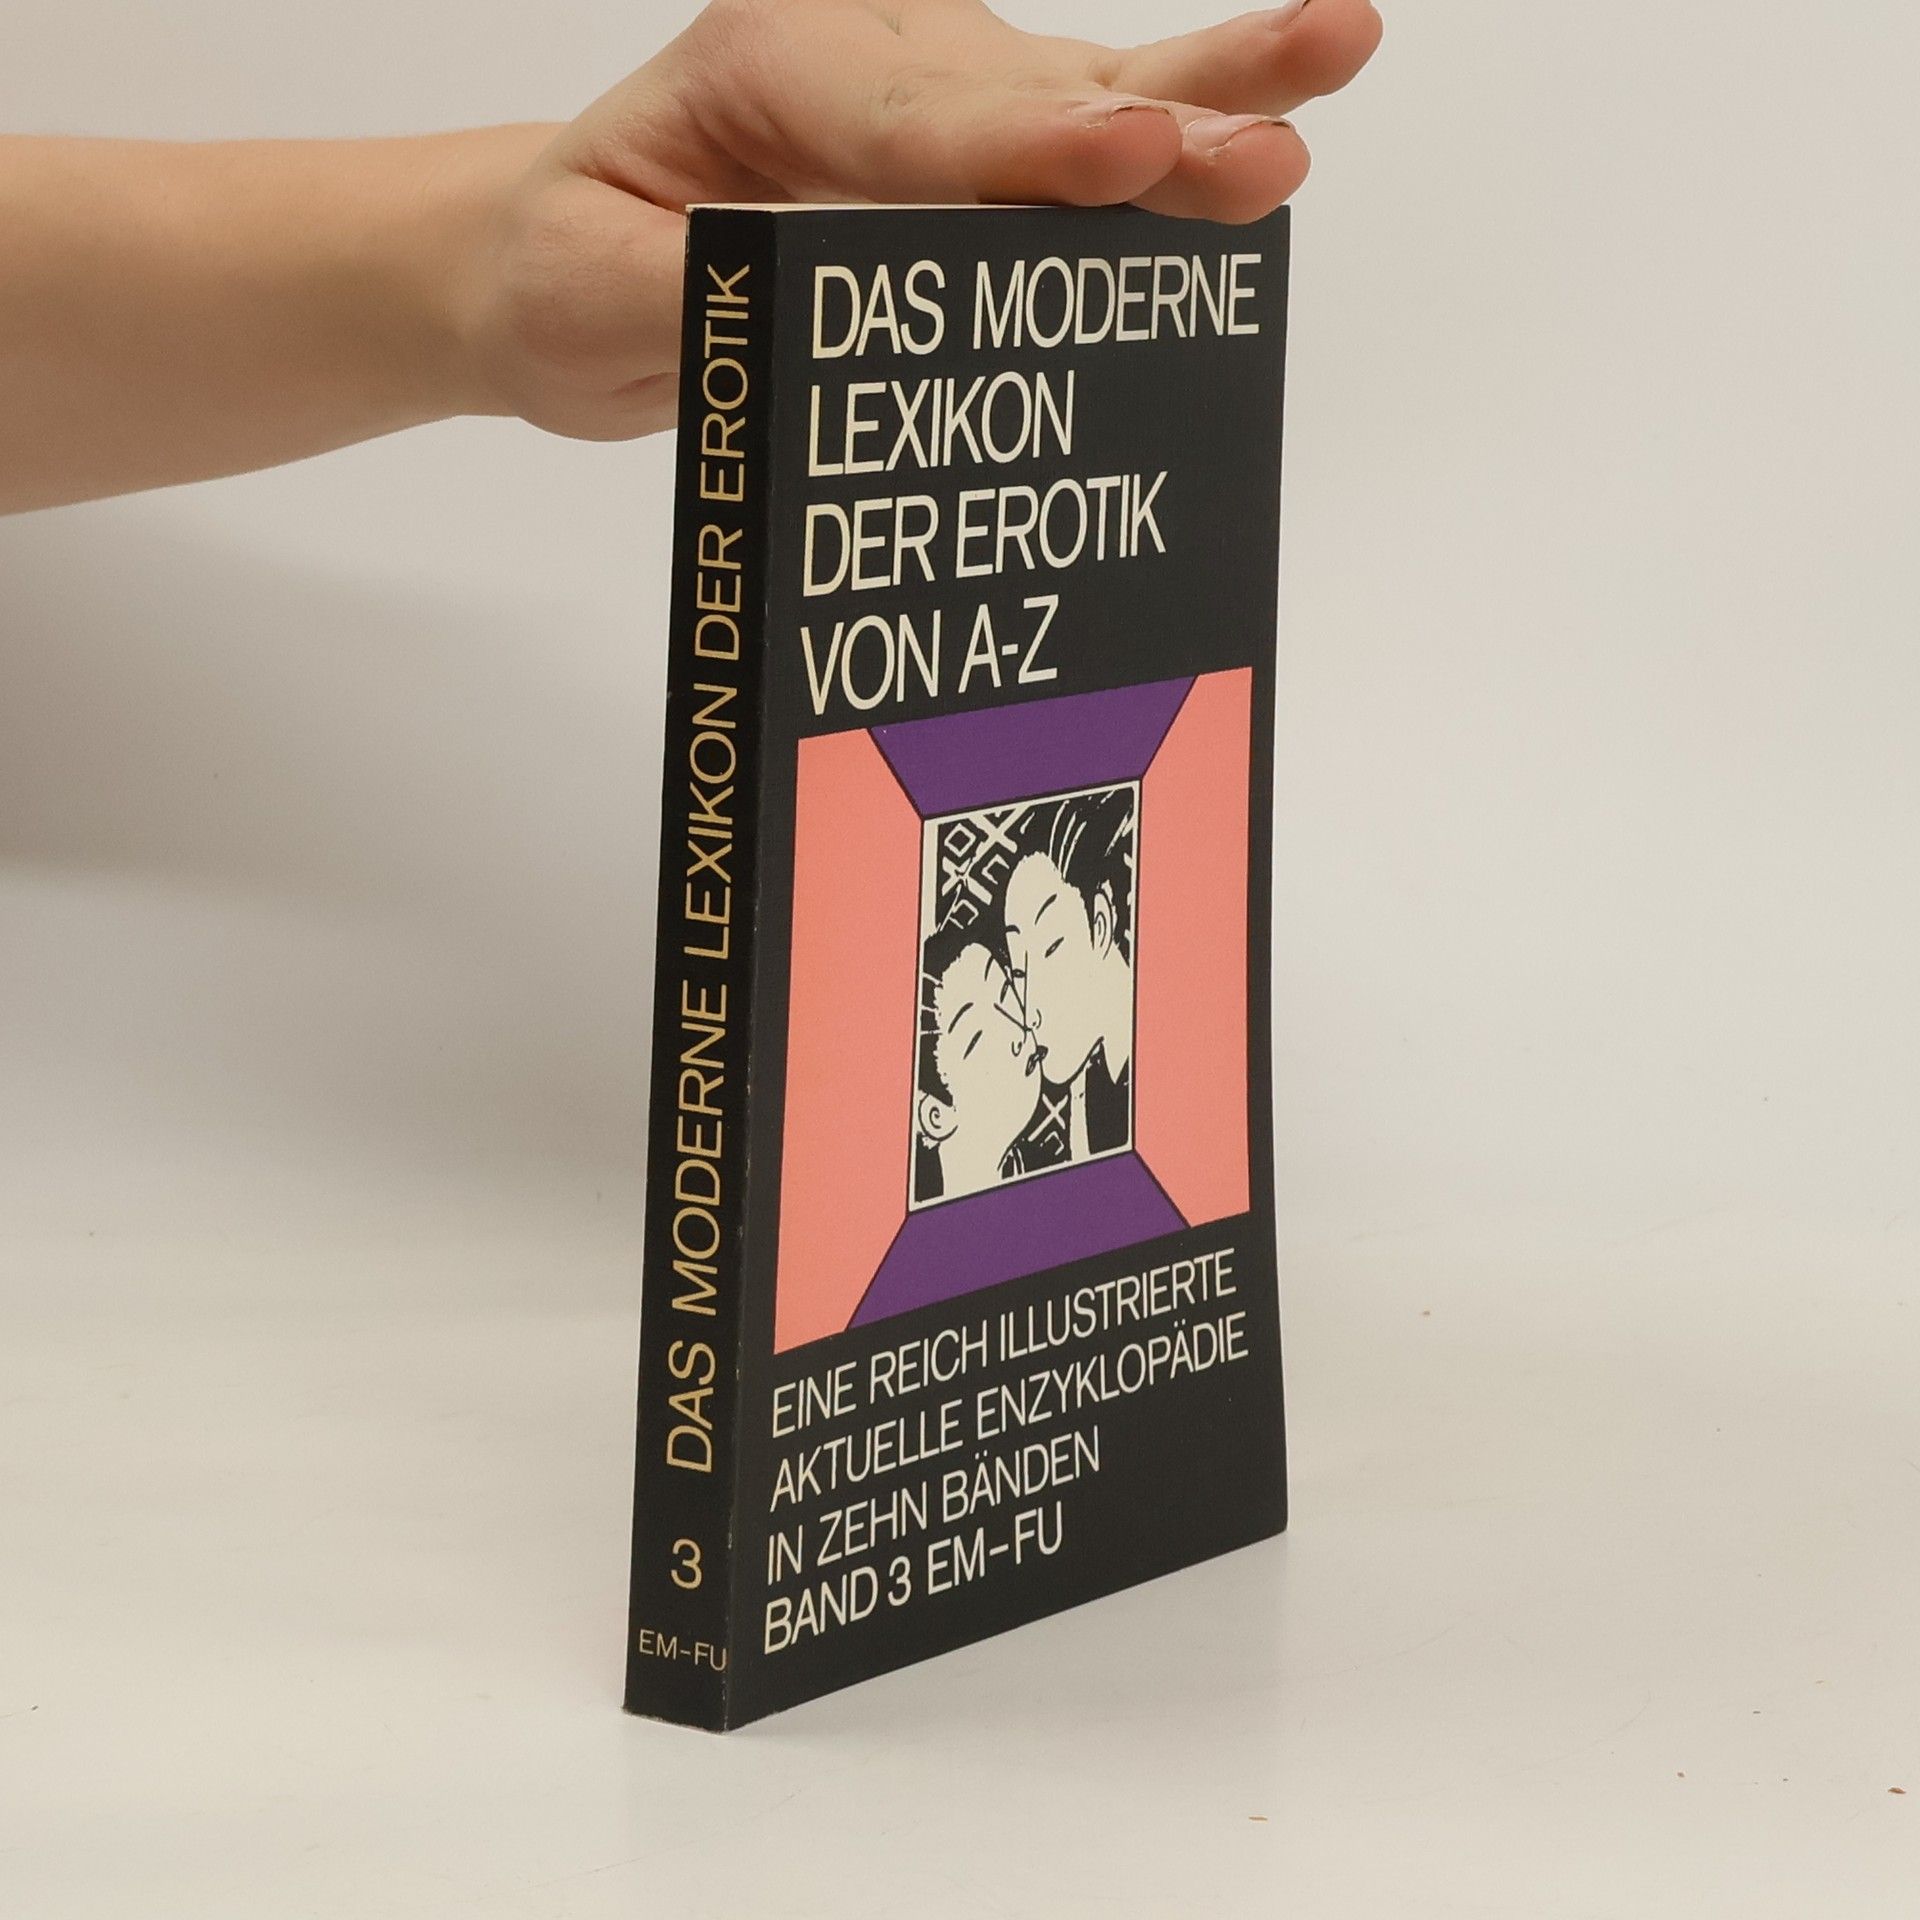 DAS MODERNE LEXIKON DER EROTIK
3
EM–FU
DAS MODERNE
LEXIKON
DER EROTIK
VON A-Z
EINE REICH ILLUSTRIERTE
AKTUELLE ENZYKLOPÄDIE
IN ZEHN BÄNDEN
BAND 3 EM–FU